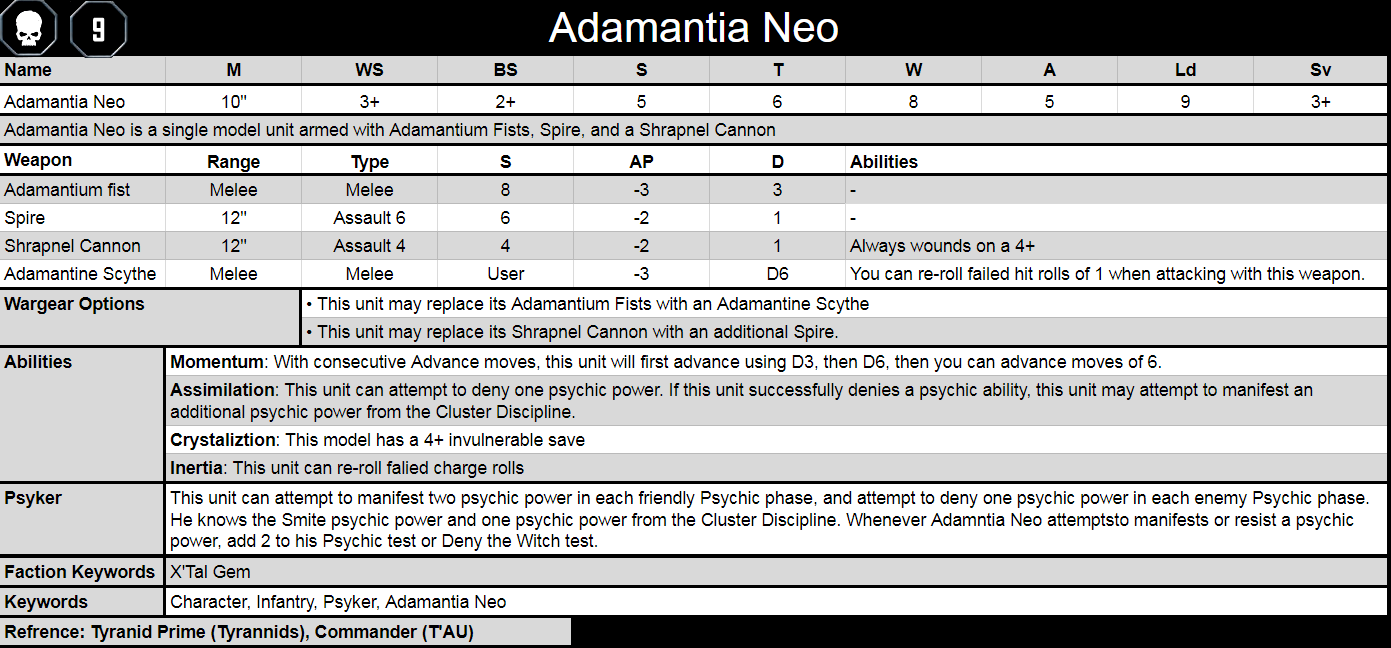 9
Adamantia Neo
Name M WS BS S T W A Ld Sv
Adamantia Neo 10" 3+ 2+ 5 6 8 5 9 3+
Adamantia Neo is a single model unit armed with Adamantium Fists, Spire, and a Shrapnel Cannon
Weapon Range Type S AP D Abilities
Adamantium fist Melee Melee 8 -3 3 -
Spire 12" Assault 6 6 -2 1 -
Shrapnel Cannon 12" Assault 4 4 -2 1 Always wounds on a 4+
Adamantine Scythe Melee Melee User -3 D6 You can re-roll failed hit rolls of 1 when attacking with this weapon.
Wargear Options • This unit may replace its Adamantium Fists with an Adamantine Scythe
• This unit may replace its Shrapnel Cannon with an additional Spire.
Abilities Momentum: With consecutive Advance moves, this unit will first advance using D3, then D6, then you can advance moves of 6.
Assimilation: This unit can attempt to deny one psychic power. If this unit successfully denies a psychic ability, this unit may attempt to manifest an
additional psychic power from the Cluster Discipline.
Crystaliztion: This model has a 4+ invulnerable save
Inertia: This unit can re-roll falied charge rolls
Psyker This unit can attempt to manifest two psychic power in each friendly Psychic phase, and attempt to deny one psychic power in each enemy Psychic phase.
He knows the Smite psychic power and one psychic power from the Cluster Discipline. Whenever Adamntia Neo attemptsto manifests or resist a psychic
power, add 2 to his Psychic test or Deny the Witch test.
Faction Keywords X'Tal Gem
Keywords Character, Infantry, Psyker, Adamantia Neo
Refrence: Tyranid Prime (Tyrannids), Commander (T'AU)